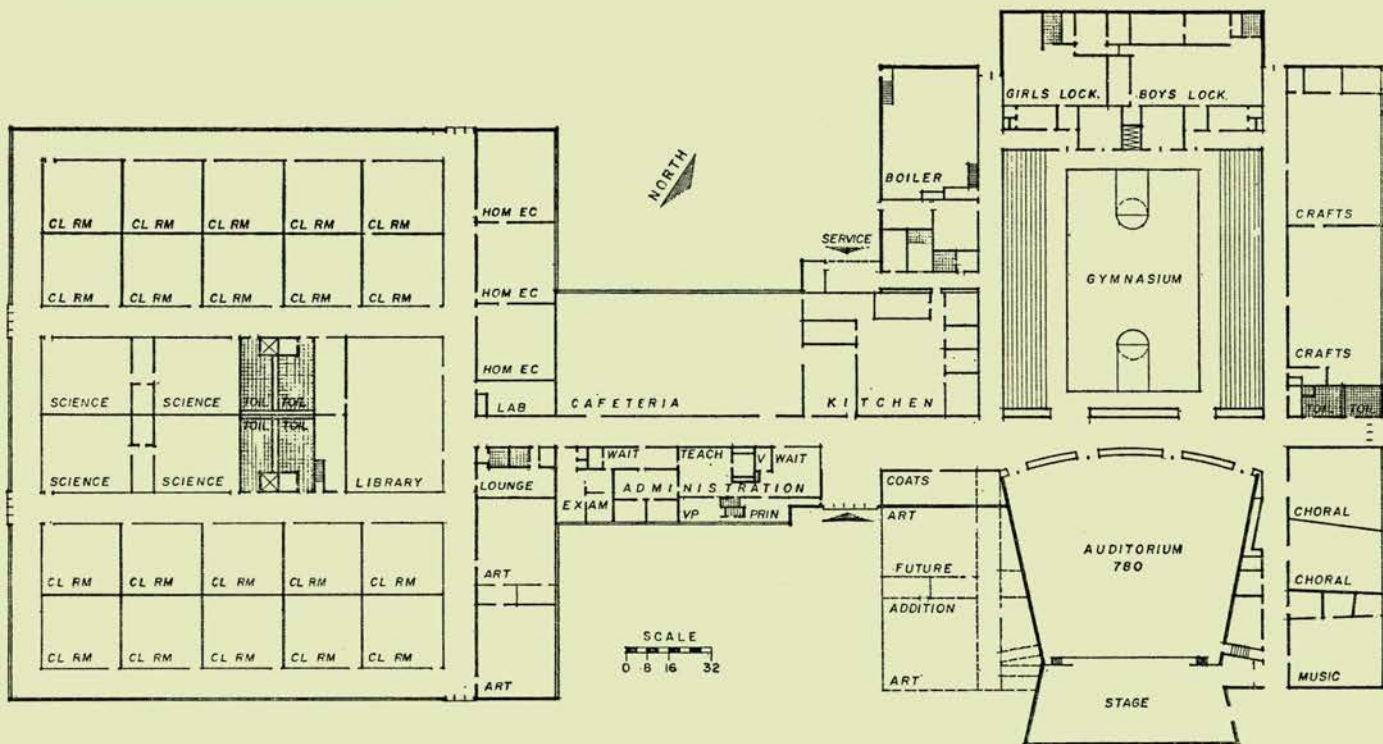 GIRLS LOCK. BOYS LOCK.
NORTH
BOILER
CL RM CL RM CL RM CL RM CL RM
HOM EC
CRAFTS
SERVICE
GYMNASIUM
CL RM CL RM CL RM CL RM CL RM
HOM EC
CRAFTS
HOM EC
SCIENCE SCIENCE TOIL TOIL
LAB
CAFETERIA
KITCHEN
TOIL TOIL
TOIL TOIL
WAIT TEACH V WAIT
SCIENCE SCIENCE LIBRARY
LOUNGE
ADMINISTRATION
COATS
EXAM
VP PRIN
ART
CHORAL
AUDITORIUM
780
CL RM CL RM CL RM CL RM CL RM
ART
FUTURE
CHORAL
ADDITION
SCALE
0 8 16 32
CL RM CL RM CL RM CL RM CL RM
ART
ART
MUSIC
STAGE